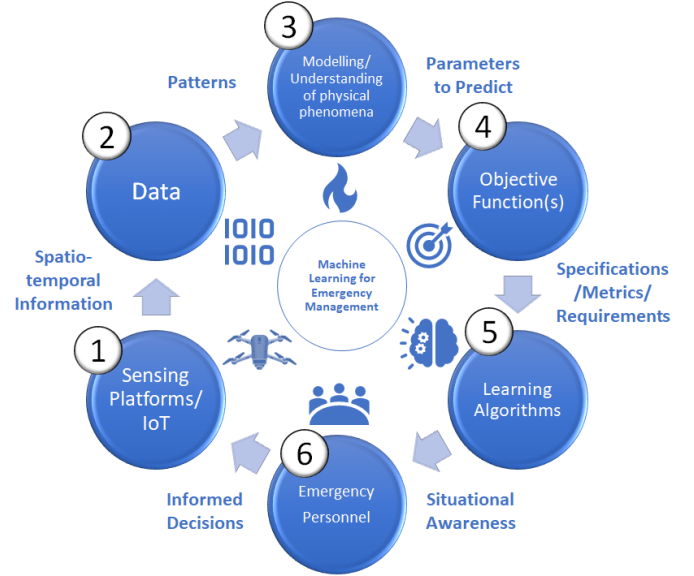 3
Modelling/
Understanding
of physical
phenomena
Patterns
Parameters
to Predict
2
Data
4
Objective
Function(s)
1010
1010
Machine
Learning for
Emergency
Management
Spatio-
temporal
Information
Specifications
/Metrics/
Requirements
1
Sensing
Platforms/
IoT
5
Learning
Algorithms
6
Emergency
Personnel
Informed
Decisions
Situational
Awareness